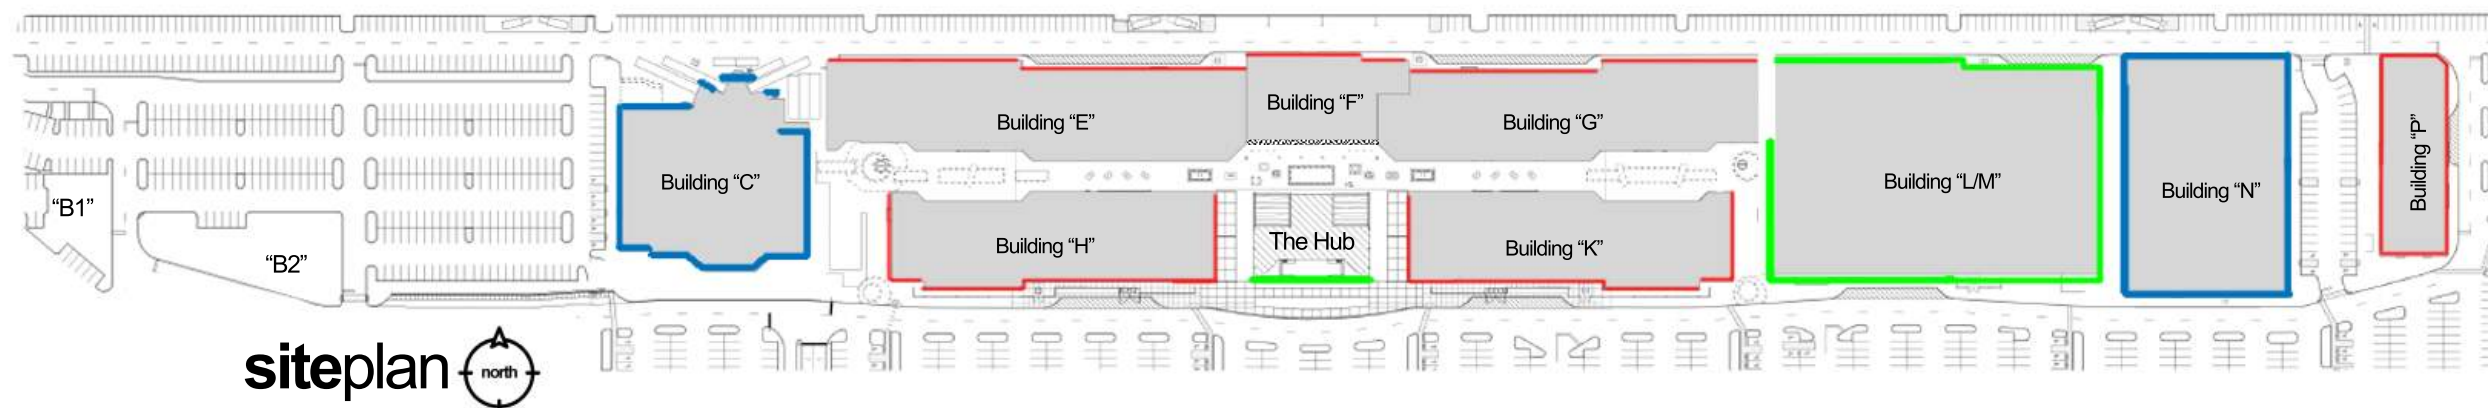 Building “F”
Building “E”
Building “G”
Building “C”
Building “L/M”
Building “N”
Building “P”
“B1”
“B2”
Building “H”
The Hub
Building “K”
siteplan
north